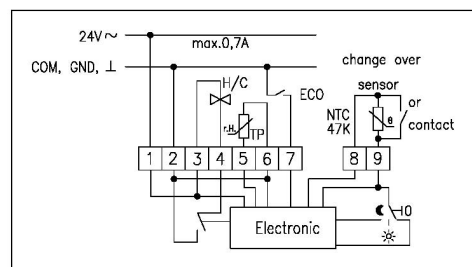 24V ~
max.0,7A
COM, GND, ⊥
H/C
ECO
change over
sensor
or
contact
NTC
47K
θ
r.H.
TP
1 2 3 4 5 6 7 8 9
Electronic
0